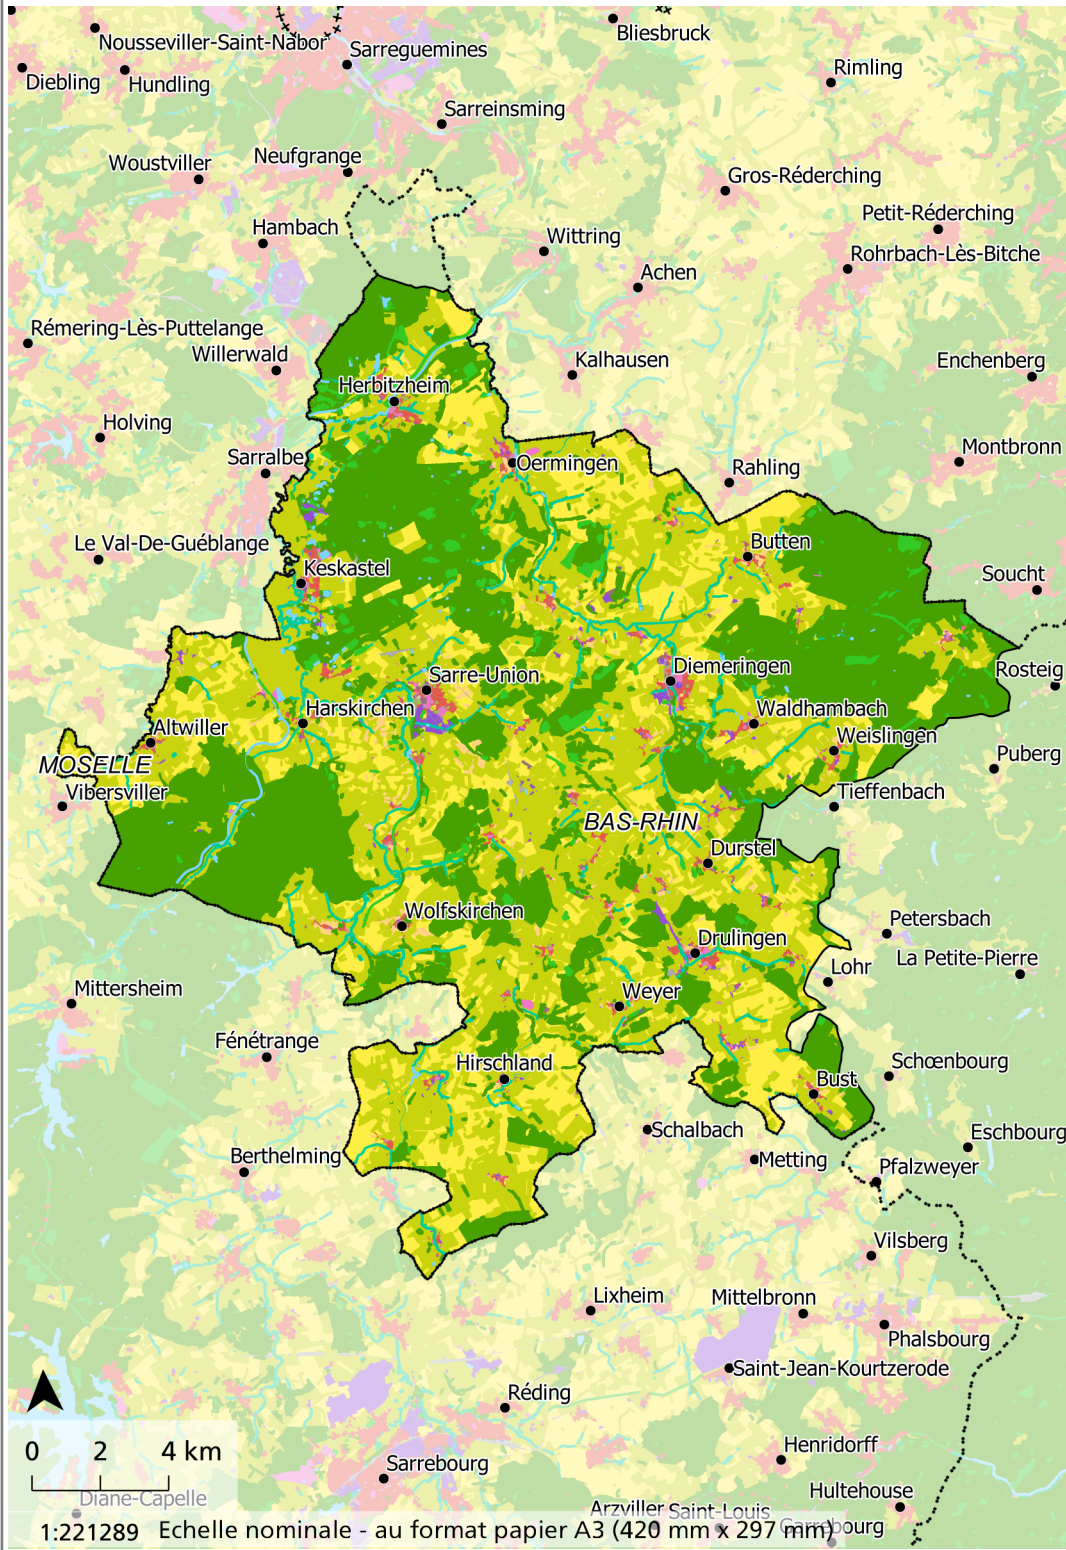 Bliesbruck
Nousseville-Saint-Nabor
Sarreguemines
Rimling
Diebling
Hundling
Sarreinsming
Woustviller
Neufgrange
Gros-Réderching
Petit-Réderching
Hambach
Wittring
Rohrbach-Lès-Bitche
Achen
Rémering-Lès-Puttelange
Willerwald
Kalhausen
Enchenberg
Herbitzheim
Holving
Sarralbe
Oermingen
Rahling
Montbronn
Le Val-De-Guéblange
Butten
Keskastel
Soucht
Sarre-Union
Diemeringen
Rosteig
Harskirchen
Waldhambach
Altwiller
Weislingen
MOSELLE
Puberg
Vibersviller
Tieffenbach
BAS-RHIN
Durstel
Wolfskirchen
Petersbach
Drulingen
La Petite-Pierre
Lohr
Mittersheim
Weyer
Fénétrange
Hirschland
Schœnbourg
Bust
Schalbach
Eschbourg
Berthelming
Metting
Pfalzweyer
Vilsberg
Lixheim
Mittelbronn
Phalsbourg
Saint-Jean-Kourtzerode
Réding
0 2 4 km
Henridorff
Sarrebourg
Diane-Capelle
Hultehouse
Arzviller
Saint-Louis
Garrebourg
1:221289 Echelle nominale - au format papier A3 (420 mm x 297 mm)